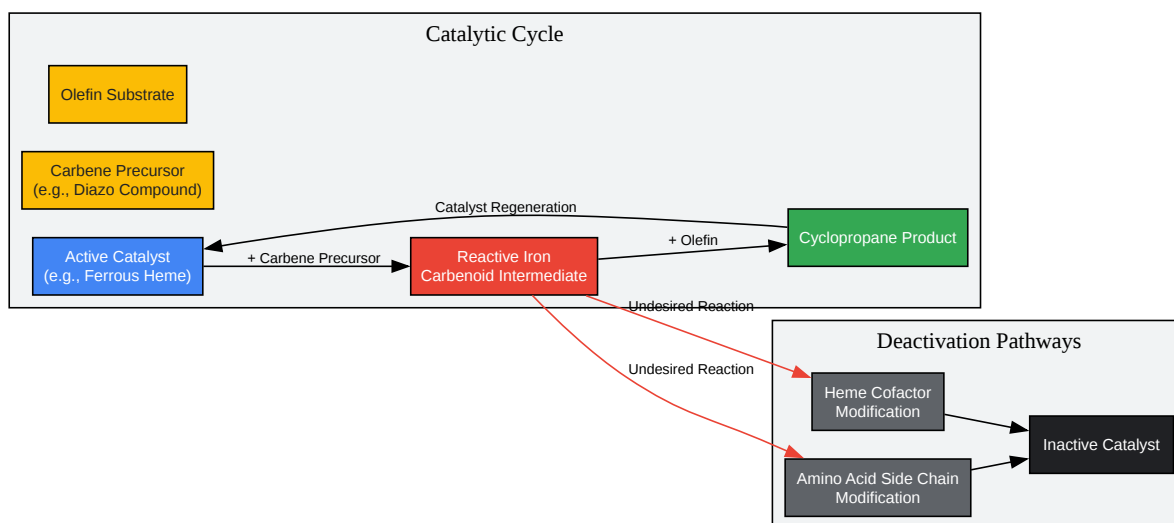 Catalytic Cycle
Olefin Substrate
Carbene Precursor
(e.g., Diazo Compound)
Catalyst Regeneration
Active Catalyst
(e.g., Ferrous Heme)
+ Carbene Precursor
Reactive Iron
Carbenoid Intermediate
+ Olefin
Cyclopropane Product
Undesired Reaction
Undesired Reaction
Deactivation Pathways
Heme Cofactor
Modification
Amino Acid Side Chain
Modification
Inactive Catalyst